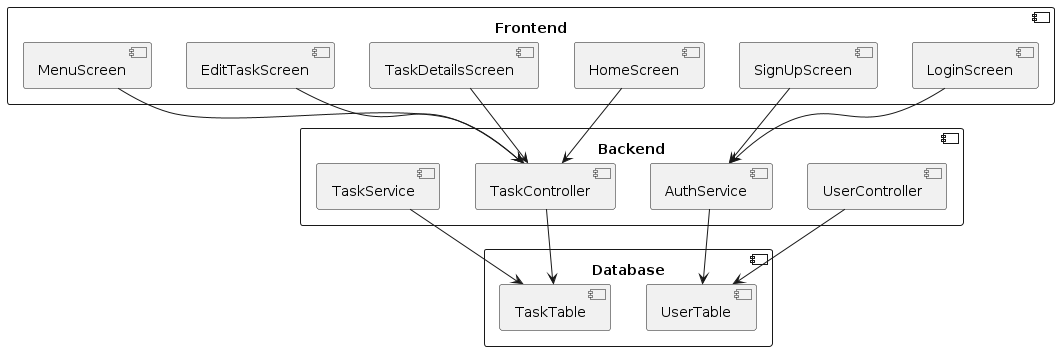 Frontend
MenuScreen
EditTaskScreen
TaskDetailsScreen
HomeScreen
SignUpScreen
LoginScreen
Backend
TaskService
TaskController
AuthService
UserController
Database
TaskTable
UserTable